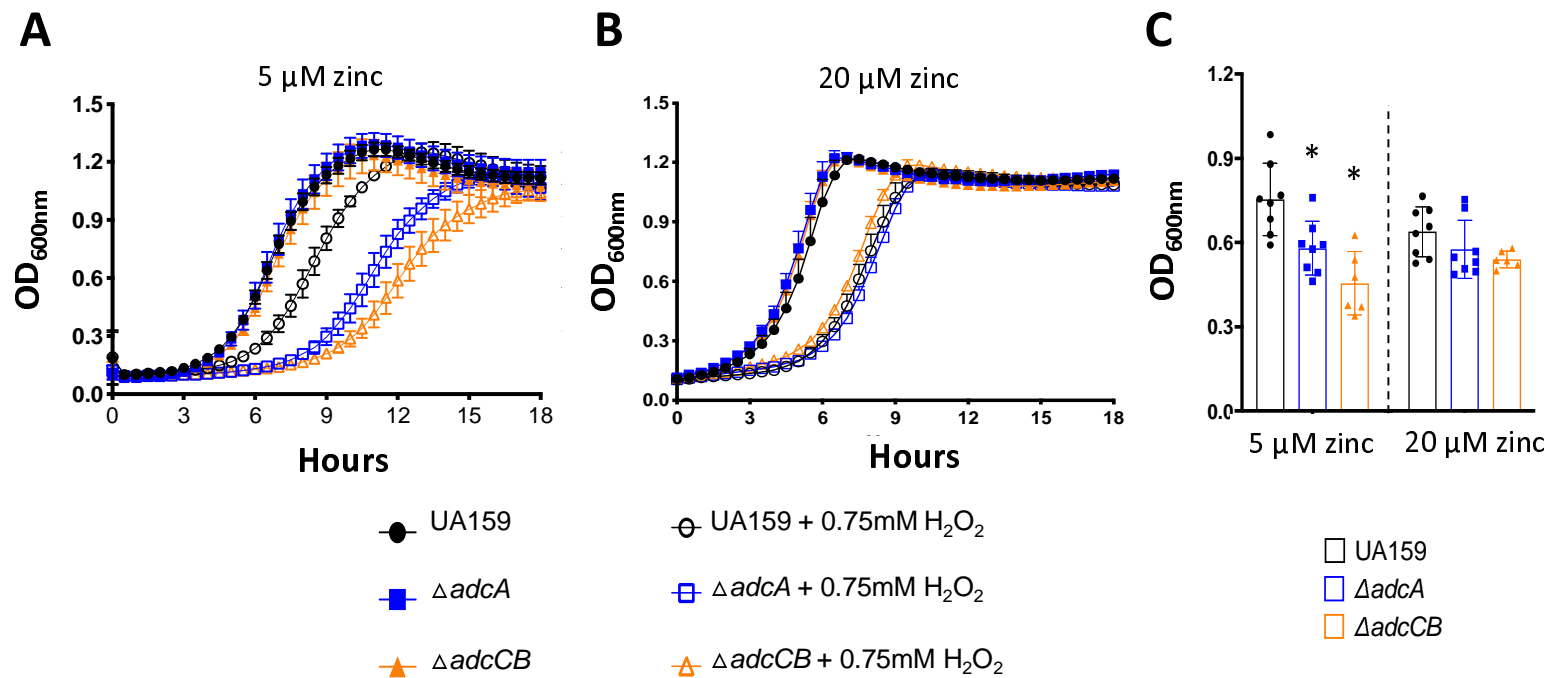 A
B
C
5 µM zinc
20 µM zinc
OD600nm
1.5
1.2
0.9
0.6
0.3
0.0
0 3 6 9 12 15 18
Hours
OD600nm
1.5
1.2
0.9
0.6
0.3
0.0
0 3 6 9 12 15 18
Hours
OD600nm
1.2
0.9
0.6
0.3
0.0
* *
5 µM zinc 20 µM zinc
UA159
△adcA
△adcCB
UA159 + 0.75mM H₂O₂
△adcA + 0.75mM H₂O₂
△adcCB + 0.75mM H₂O₂
UA159
ΔadcA
ΔadcCB